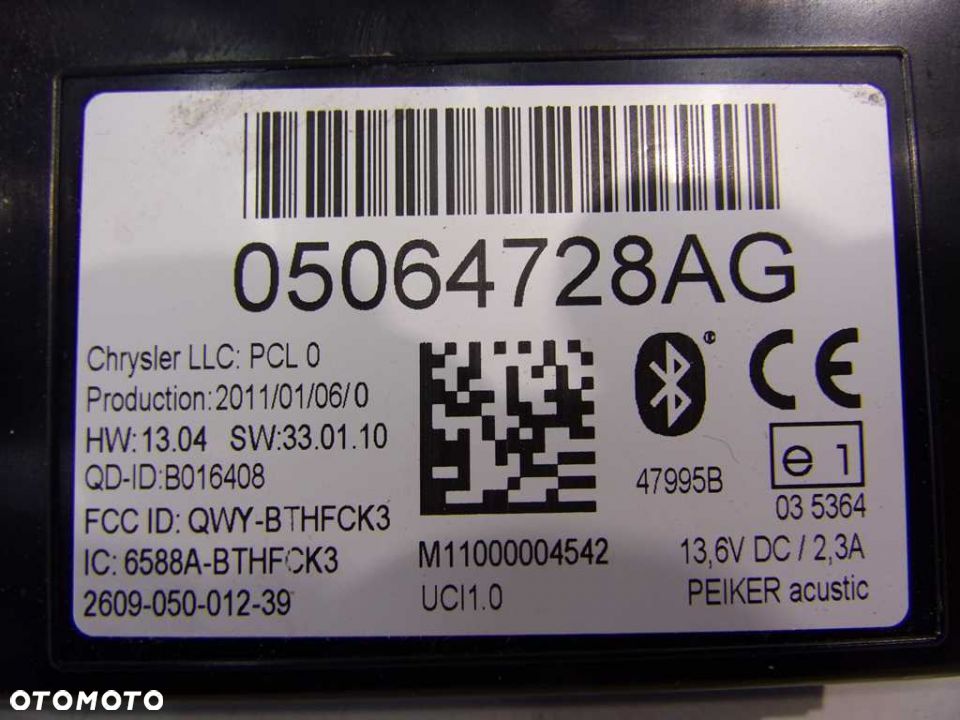 05064728AG
Chrysler LLC: PCL 0
Production:2011/01/06/0
HW:13.04 SW:33.01.10
QD-ID:B016408
FCC ID: QWY-BTHFCK3
IC: 6588A-BTHFCK3
2609-050-012-39
M11000004542
UCI1.0
CE
47995B
e 1
03 5364
13,6V DC / 2,3A
PEIKER acustic
OTOMOTO